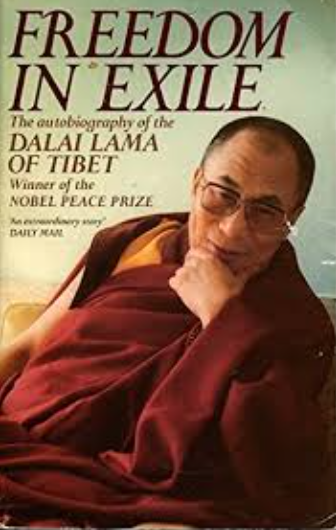 FREEDOM
IN EXILE
The autobiography of the
DALAI LAMA
OF TIBET
Winner of the
NOBEL PEACE PRIZE
'An extraordinary story'
DAILY MAIL